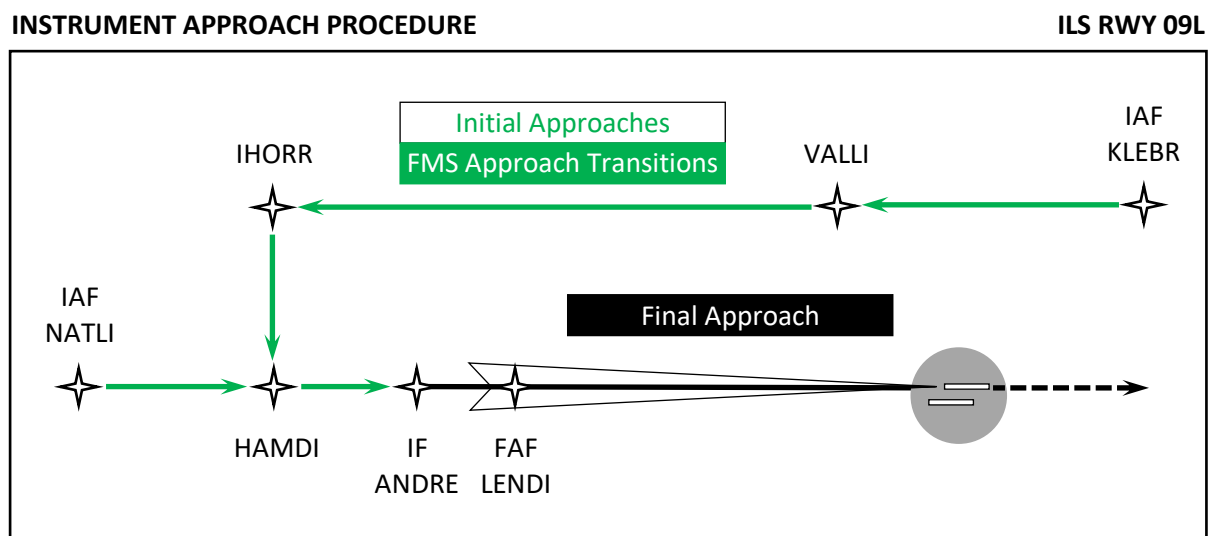 INSTRUMENT APPROACH PROCEDURE
ILS RWY 09L
Initial Approaches
FMS Approach Transitions
IHORR
VALLI
IAF
KLEBR
IAF
NATLI
Final Approach
HAMDI
IF
ANDRE
FAF
LENDI